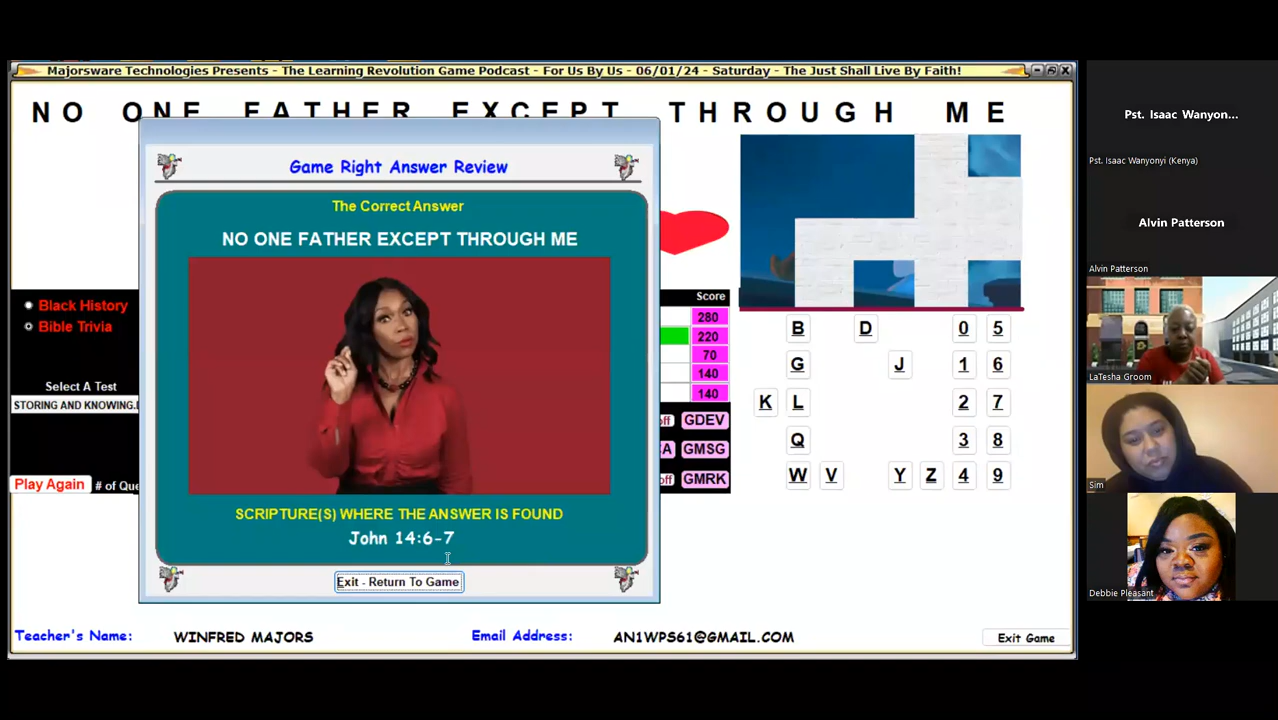 Majorsware Technologies Presents - The Learning Revolution Game Podcast - For Us By Us - 06/01/24 - Saturday - The Just Shall Live By Faith!
NO ONE FATHER EXCEPT THROUGH ME
Game Right Answer Review
The Correct Answer
NO ONE FATHER EXCEPT THROUGH ME
SCRIPTURE(S) WHERE THE ANSWER IS FOUND
John 14:6-7
Exit - Return To Game
Black History
Bible Trivia
Select A Test
STORING AND KNOWING.
Play Again # of Que
Score
280
220
70
140
140
off GDEV
GMSG
off GMRK
B D 0 5
G J 1 6
K L 2 7
Q 3 8
W V Y Z 4 9
Teacher's Name: WINFRED MAJORS Email Address: AN1WPS61@GMAIL.COM Exit Game
Pst. Isaac Wanyon...
Pst. Isaac Wanyonyi (Kenya)
Alvin Patterson
Alvin Patterson
LaTesha Groom
Sim
Debbie Pleasant